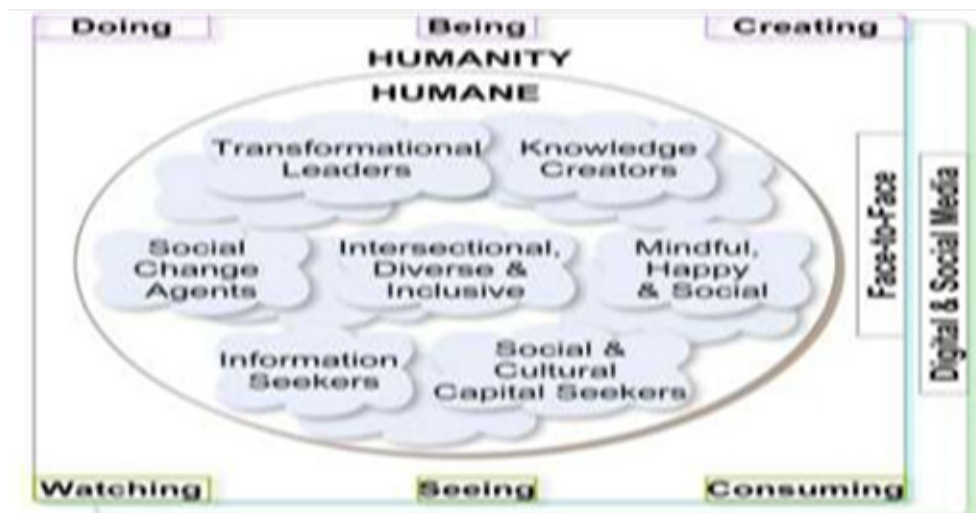 Doing Being Creating
HUMANITY
HUMANE
Transformational
Leaders
Knowledge
Creators
Social
Change
Agents
Intersectional,
Diverse &
Inclusive
Mindful,
Happy
& Social
Information
Seekers
Social &
Cultural
Capital Seekers
Face-to-Face
Digital & Social Media
Watching Seeing Consuming